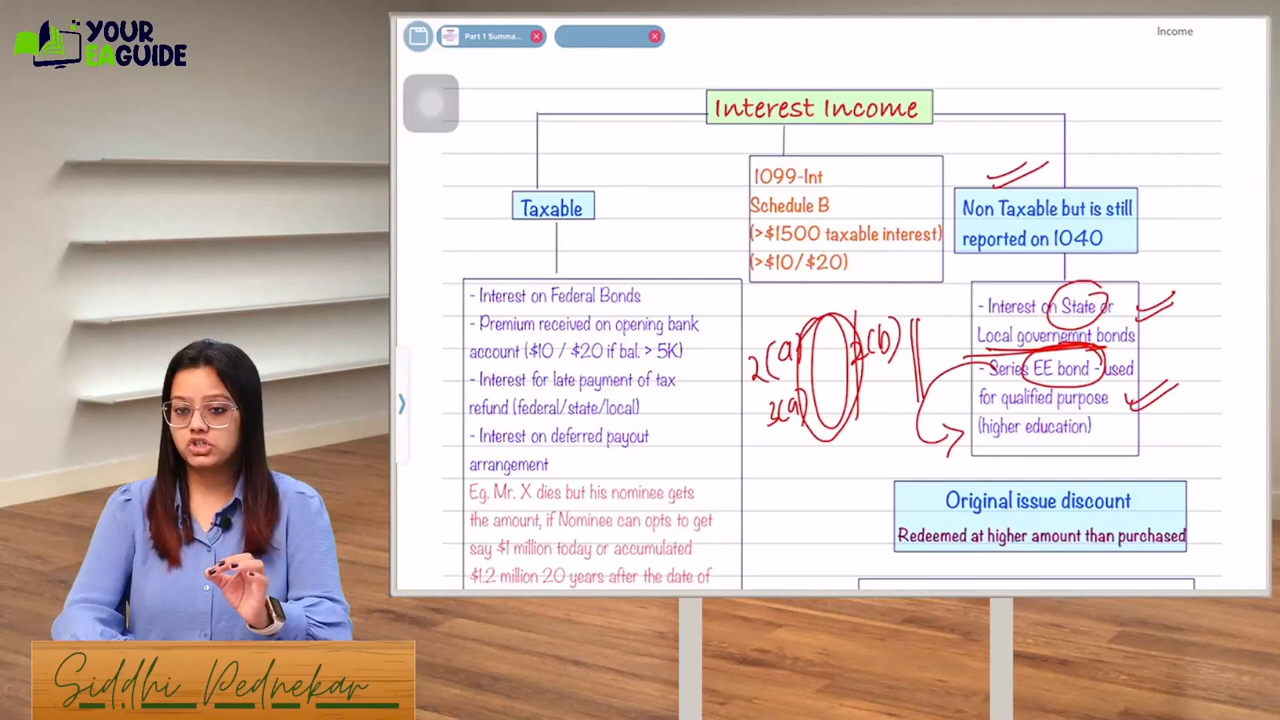 YOUR
EAGUIDE
Part 1 Summa...
Income
Interest Income
1099-Int
Schedule B
(>$1500 taxable interest)
(>$10/$20)
Taxable
Non Taxable but is still
reported on 1040
- Interest on Federal Bonds
- Premium received on opening bank
account ($10 / $20 if bal. > 5K)
- Interest for late payment of tax
refund (federal/state/local)
- Interest on deferred payout
arrangement
Eg. Mr. X dies but his nominee gets
the amount, if Nominee can opts to get
say $1 million today or accumulated
$1.2 million 20 years after the date of
2(a)
2(b)
3(a)
- Interest on State or
Local governemnt bonds
- Series EE bond - used
for qualified purpose
(higher education)
Original issue discount
Redeemed at higher amount than purchased
Siddhi Pednekar